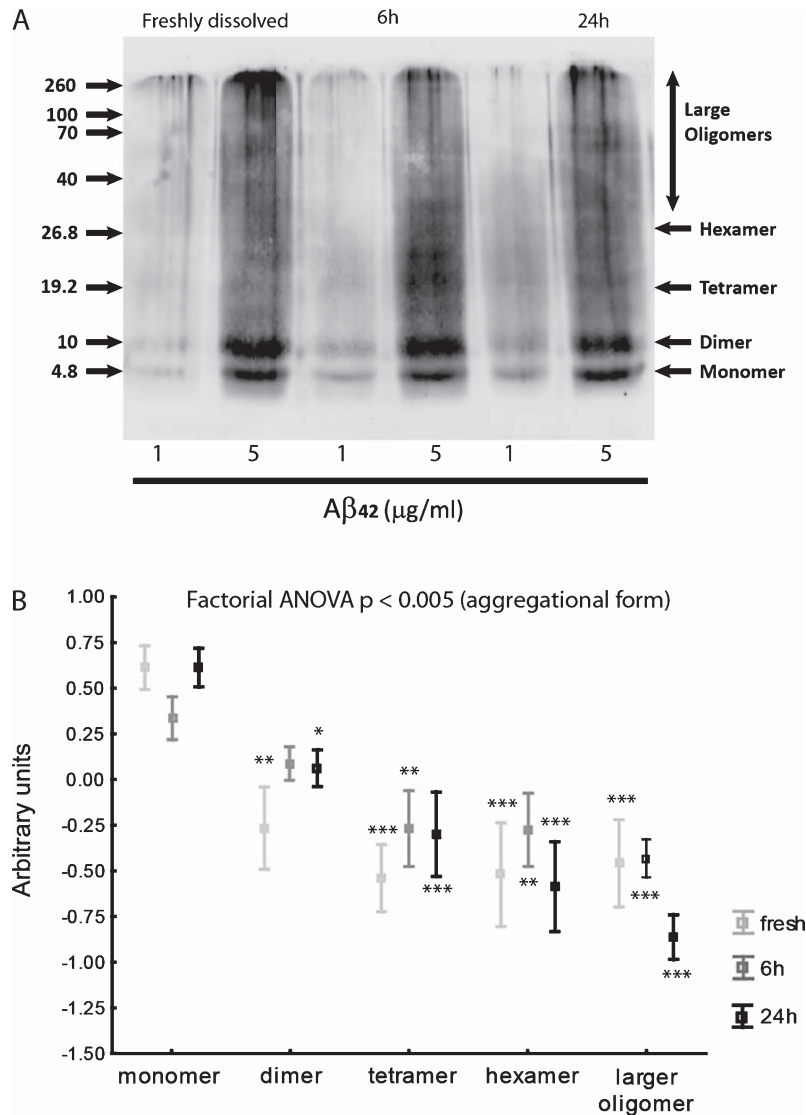 A
Freshly dissolved 6h 24h
260
100
70
40
26.8
19.2
10
4.8
Large
Oligomers
Hexamer
Tetramer
Dimer
Monomer
1 5 1 5 1 5
Aβ42 (μg/ml)
B
Factorial ANOVA p < 0.005 (aggregational form)
Arbitrary units
1.00
0.75
0.50
0.25
0.00
-0.25
-0.50
-0.75
-1.00
-1.25
-1.50
** *
*** ** ***
*** ** ***
*** *** ***
monomer dimer tetramer hexamer larger
oligomer
fresh
6h
24h